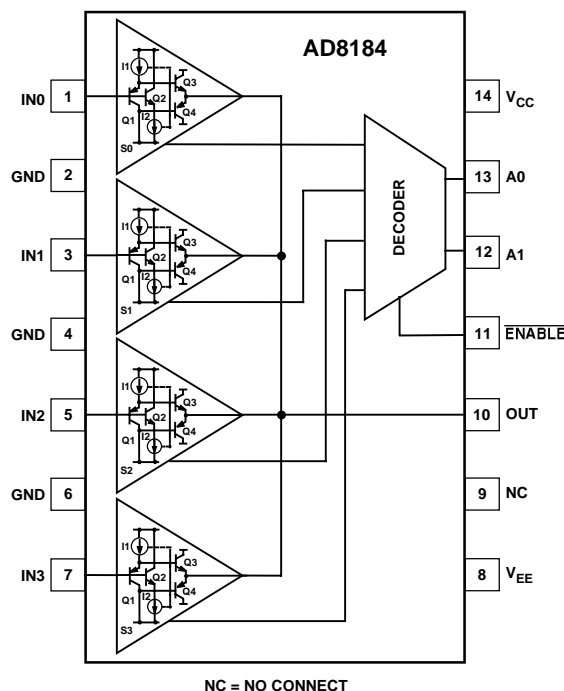 AD8184
IN0 1
I1
Q3
Q2
Q4
Q1
I2
S0
GND 2
IN1 3
I1
Q3
Q2
Q4
Q1
I2
S1
GND 4
IN2 5
I1
Q3
Q2
Q4
Q1
I2
S2
GND 6
IN3 7
I1
Q3
Q2
Q4
Q1
I2
S3
DECODER
14 VCC
13 A0
12 A1
11 ENABLE
10 OUT
9 NC
8 VEE
NC = NO CONNECT